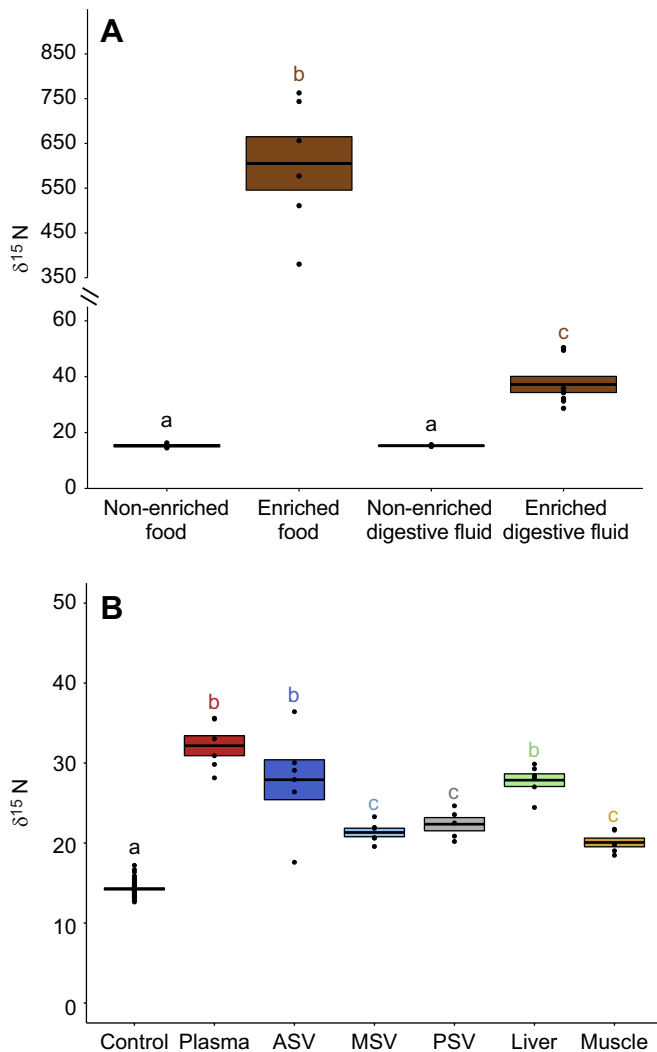 A
850
750
650
550
450
350
60
40
20
0
δ15 N
b
c
a
a
Non-enriched food
Enriched food
Non-enriched digestive fluid
Enriched digestive fluid
B
50
40
30
20
10
0
δ15 N
a
b
b
c
c
b
c
Control Plasma ASV MSV PSV Liver Muscle